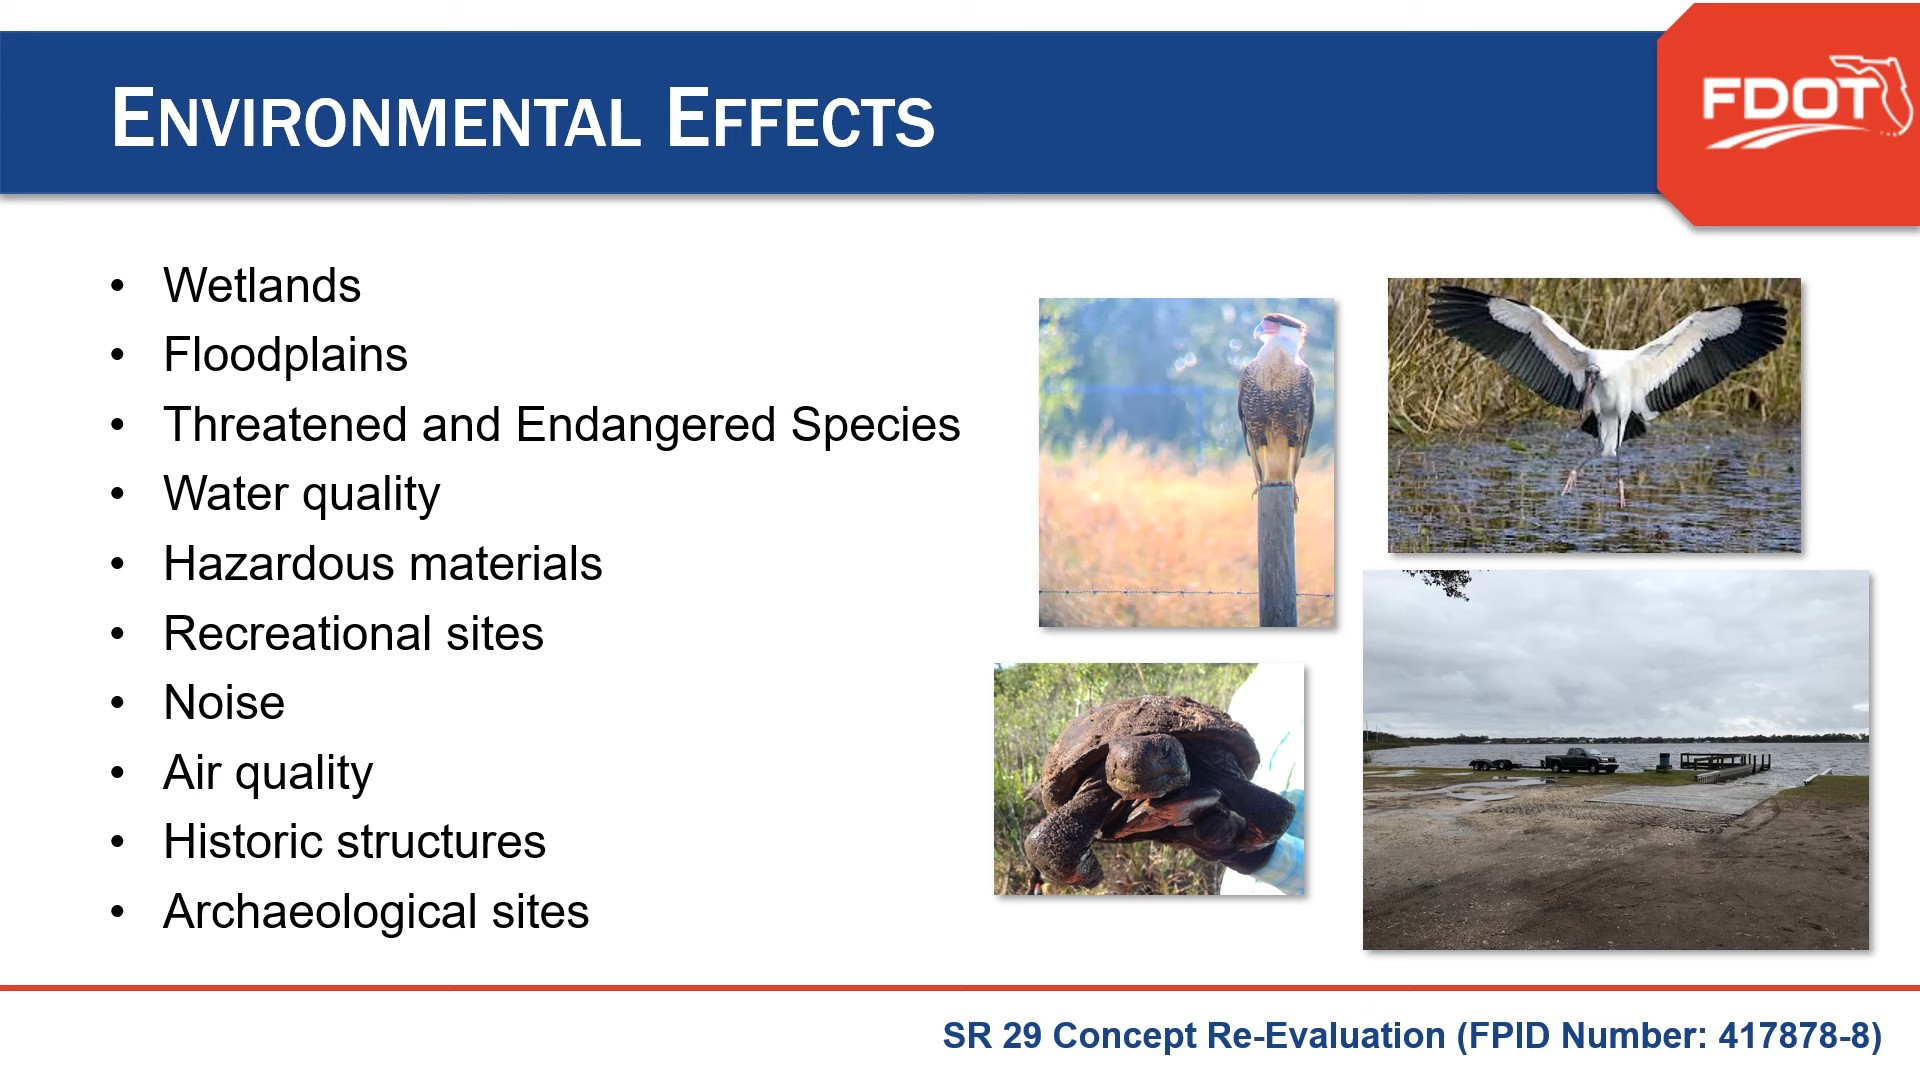 ENVIRONMENTAL EFFECTS
FDOT
• Wetlands
• Floodplains
• Threatened and Endangered Species
• Water quality
• Hazardous materials
• Recreational sites
• Noise
• Air quality
• Historic structures
• Archaeological sites
SR 29 Concept Re-Evaluation (FPID Number: 417878-8)